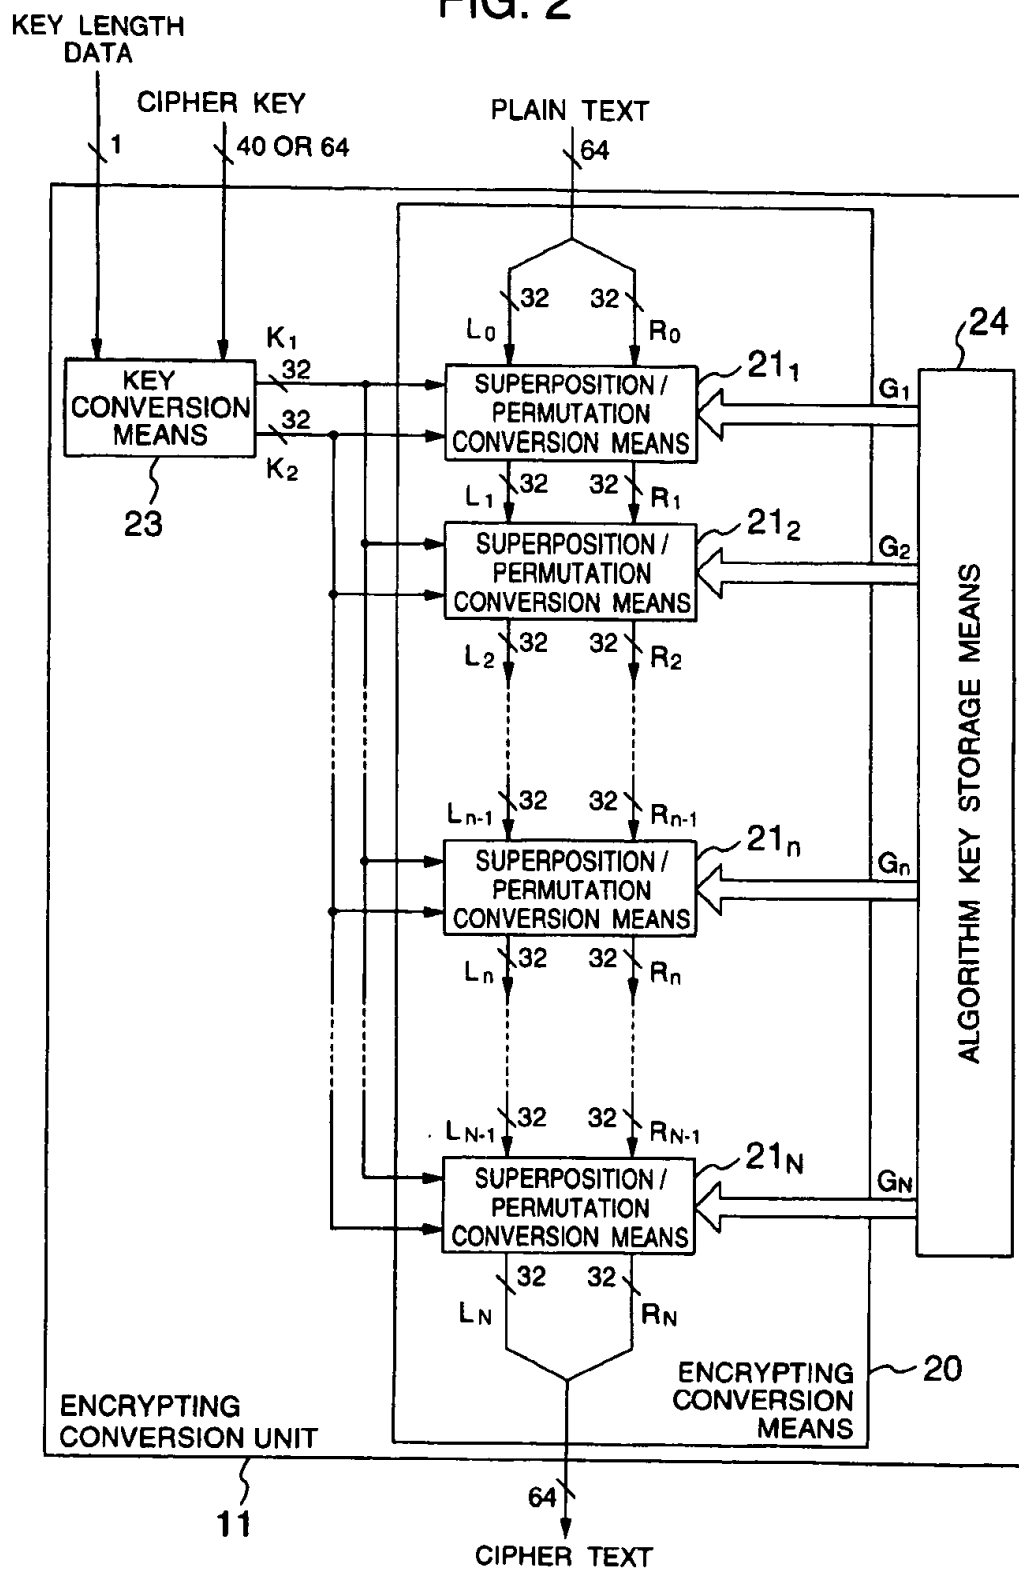 FIG. 2
KEY LENGTH
DATA
CIPHER KEY
PLAIN TEXT
1
40 OR 64
64
32
32
L0
R0
24
K1
32
KEY
CONVERSION
MEANS
32
K2
23
SUPERPOSITION /
PERMUTATION
CONVERSION MEANS
211
G1
32
32
L1
R1
SUPERPOSITION /
PERMUTATION
CONVERSION MEANS
212
G2
32
32
L2
R2
ALGORITHM KEY STORAGE MEANS
32
32
Ln-1
Rn-1
SUPERPOSITION /
PERMUTATION
CONVERSION MEANS
21n
Gn
32
32
Ln
Rn
32
32
LN-1
RN-1
SUPERPOSITION /
PERMUTATION
CONVERSION MEANS
21N
GN
32
32
LN
RN
ENCRYPTING
CONVERSION
MEANS
20
ENCRYPTING
CONVERSION UNIT
11
64
CIPHER TEXT